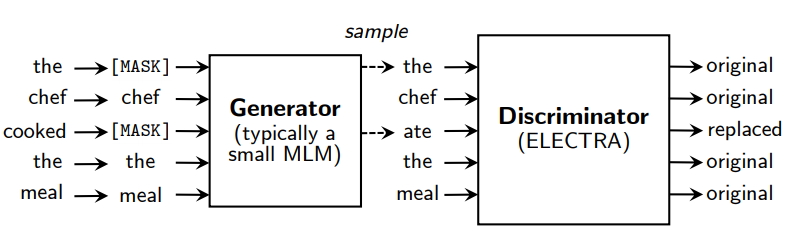 sample
the [MASK] the original
chef chef chef original
cooked [MASK] ate replaced
the the the original
meal meal meal original
Generator
(typically a
small MLM)
Discriminator
(ELECTRA)